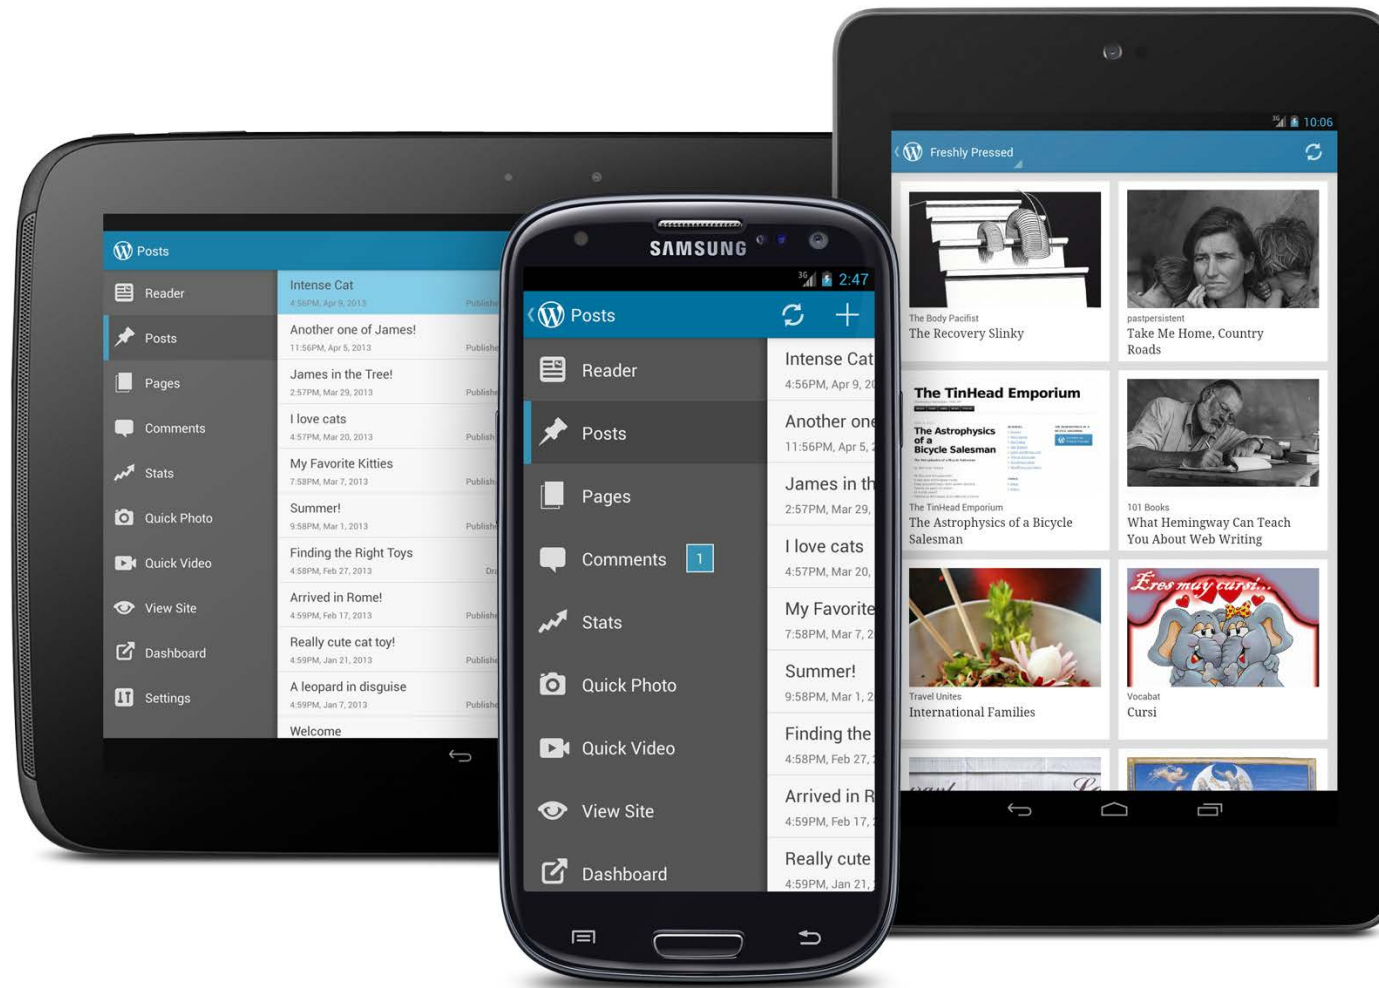 Posts
Reader
Posts
Pages
Comments
Stats
Quick Photo
Quick Video
View Site
Dashboard
Settings
Intense Cat
4:56PM, Apr 9, 2013
Another one of James!
11:56PM, Apr 5, 2013
James in the Tree!
2:57PM, Mar 29, 2013
I love cats
4:57PM, Mar 20, 2013
My Favorite Kitties
7:58PM, Mar 7, 2013
Summer!
9:58PM, Mar 1, 2013
Finding the Right Toys
4:58PM, Feb 27, 2013
Arrived in Rome!
4:59PM, Feb 17, 2013
Really cute cat toy!
4:59PM, Jan 21, 2013
A leopard in disguise
4:59PM, Jan 7, 2013
Welcome
SAMSUNG
3G 2:47
Posts
Reader
Posts
Pages
Comments 1
Stats
Quick Photo
Quick Video
View Site
Dashboard
Intense Cat
4:56PM, Apr 9, 20
Another one
11:56PM, Apr 5, 2
James in th
2:57PM, Mar 29,
I love cats
4:57PM, Mar 20,
My Favorite
7:58PM, Mar 7, 2
Summer!
9:58PM, Mar 1, 2
Finding the
4:58PM, Feb 27,
Arrived in R
4:59PM, Feb 17,
Really cute
4:59PM, Jan 21,
3G 10:06
Freshly Pressed
The Body Pacifist
The Recovery Slinky
pastpersistent
Take Me Home, Country
Roads
The TinHead Emporium
The Astrophysics
of a
Bicycle Salesman
The TinHead Emporium
The Astrophysics of a Bicycle
Salesman
101 Books
What Hemingway Can Teach
You About Web Writing
Travel Unites
International Families
Eres muy cursi...
Vocabat
Cursi